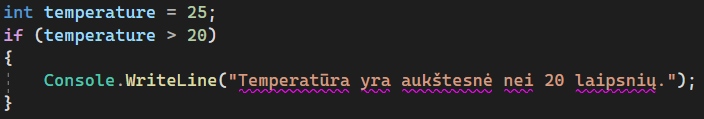 int temperature = 25;
if (temperature > 20)
{
    Console.WriteLine("Temperatūra yra aukštesnė nei 20 laipsnių.");
}